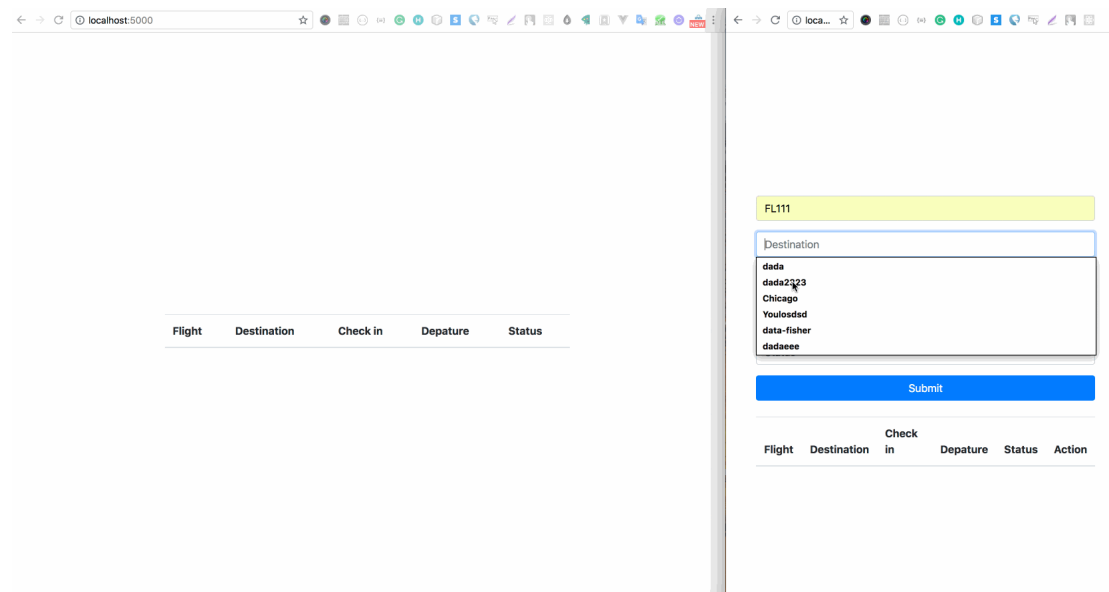 localhost:5000
NEW
Flight Destination Check in Depature Status
loca...
FL111
Destination
dada
dada2323
Chicago
Youlosdsd
data-fisher
dadaeee
Submit
Flight Destination Check in Depature Status Action